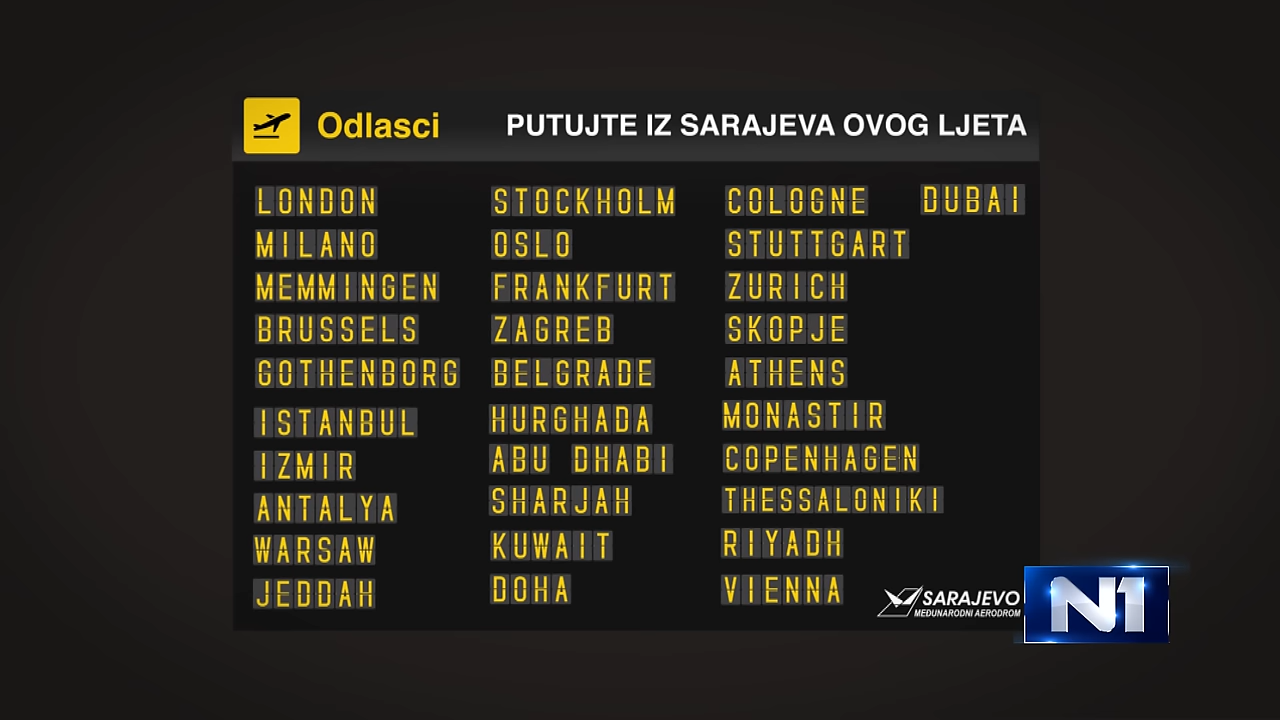 Odlasci
PUTUJTE IZ SARAJEVA OVOG LJETA
LONDON
MILANO
MEMMINGEN
BRUSSELS
GOTHENBORG
ISTANBUL
IZMIR
ANTALYA
WARSAW
JEDDAH
STOCKHOLM
OSLO
FRANKFURT
ZAGREB
BELGRADE
HURGHADA
ABU DHABI
SHARJAH
KUWAIT
DOHA
COLOGNE
STUTTGART
ZURICH
SKOPJE
ATHENS
MONASTIR
COPENHAGEN
THESSALONIKI
RIYADH
VIENNA
DUBAI
SARAJEVO
MEĐUNARODNI AERODROM
N1